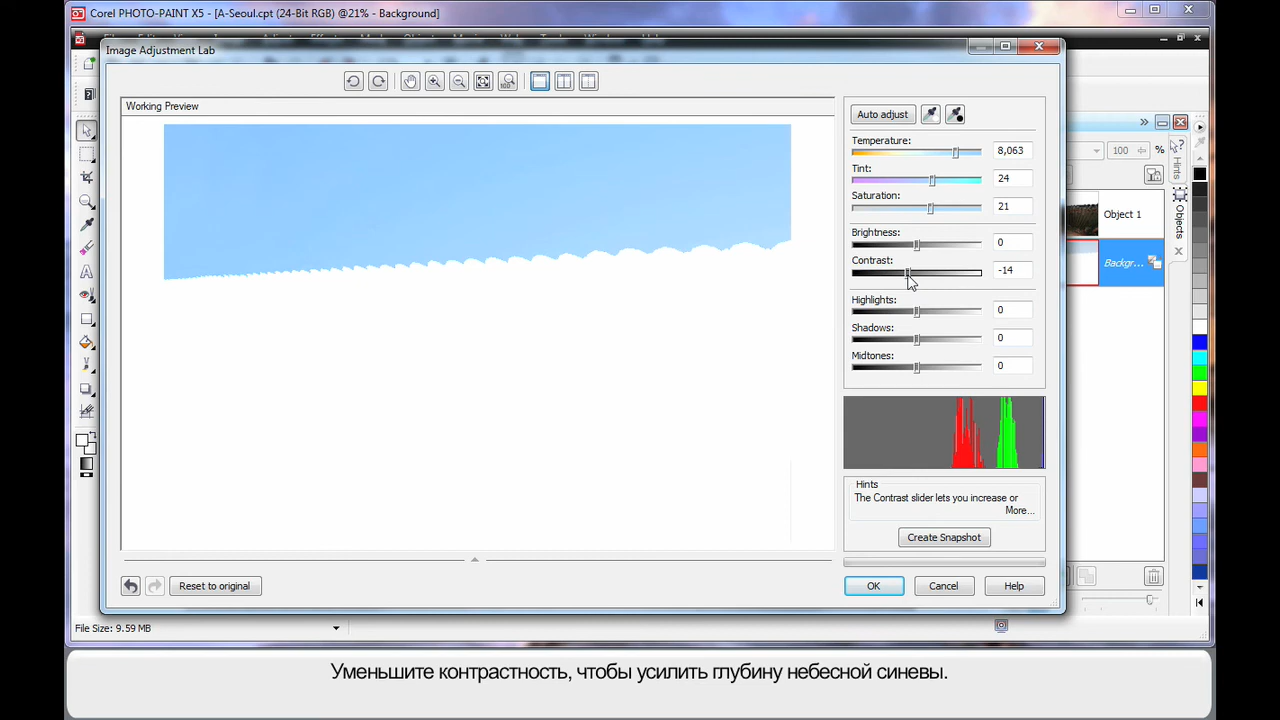 Corel PHOTO-PAINT X5 - [A-Seoul.cpt (24-Bit RGB) @21% - Background]
Image Adjustment Lab
Working Preview
Auto adjust
Temperature:
8,063
Tint:
24
Saturation:
21
Brightness:
0
Contrast:
-14
Highlights:
0
Shadows:
0
Midtones:
0
Hints
The Contrast slider lets you increase or
More...
Create Snapshot
Reset to original
OK
Cancel
Help
100
%
Object 1
Backgr...
Hints
Objects
File Size: 9.59 MB
Уменьшите контрастность, чтобы усилить глубину небесной синевы.